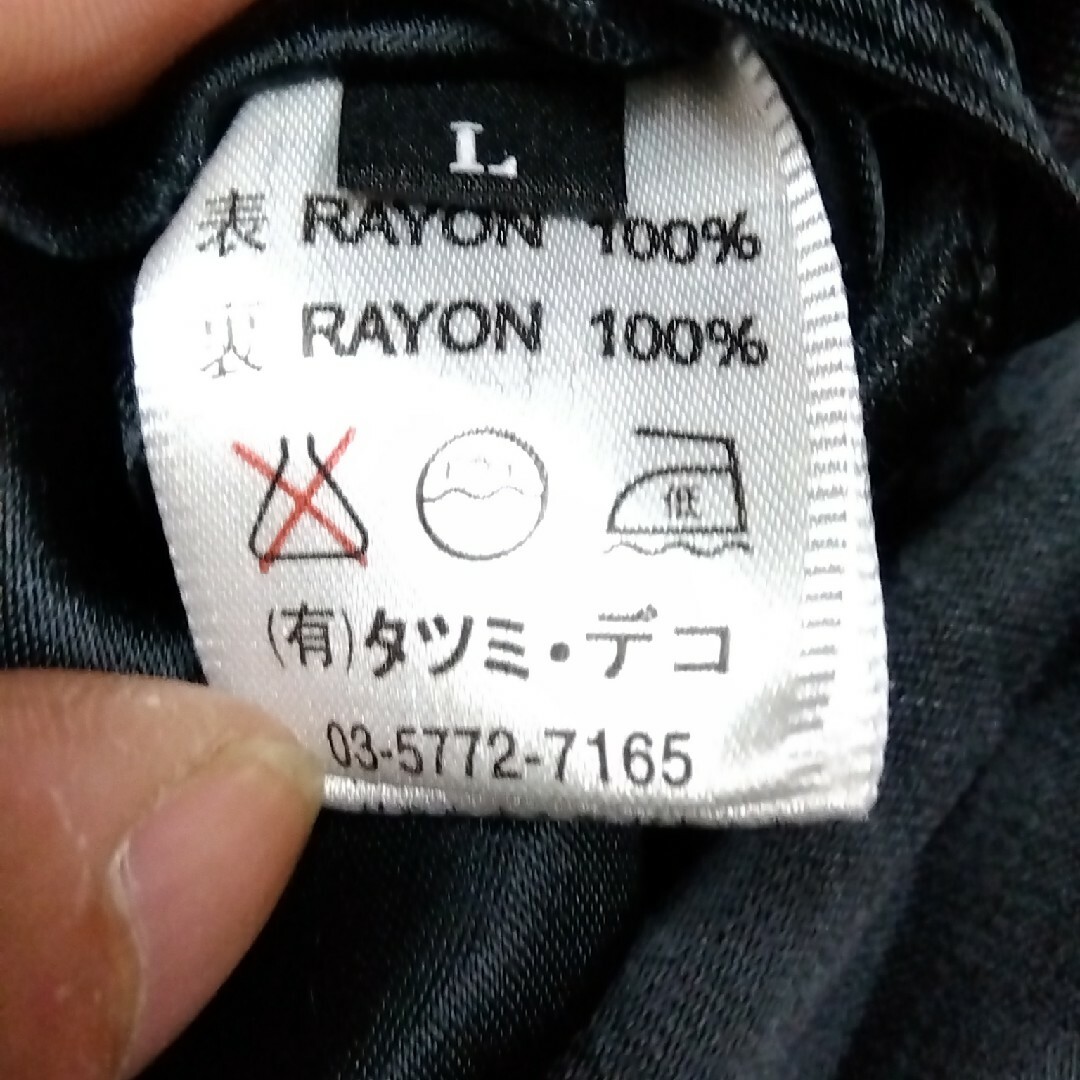 L
表 RAYON 100%
裏 RAYON 100%
低
(有)タツミ・デコ
03-5772-7165